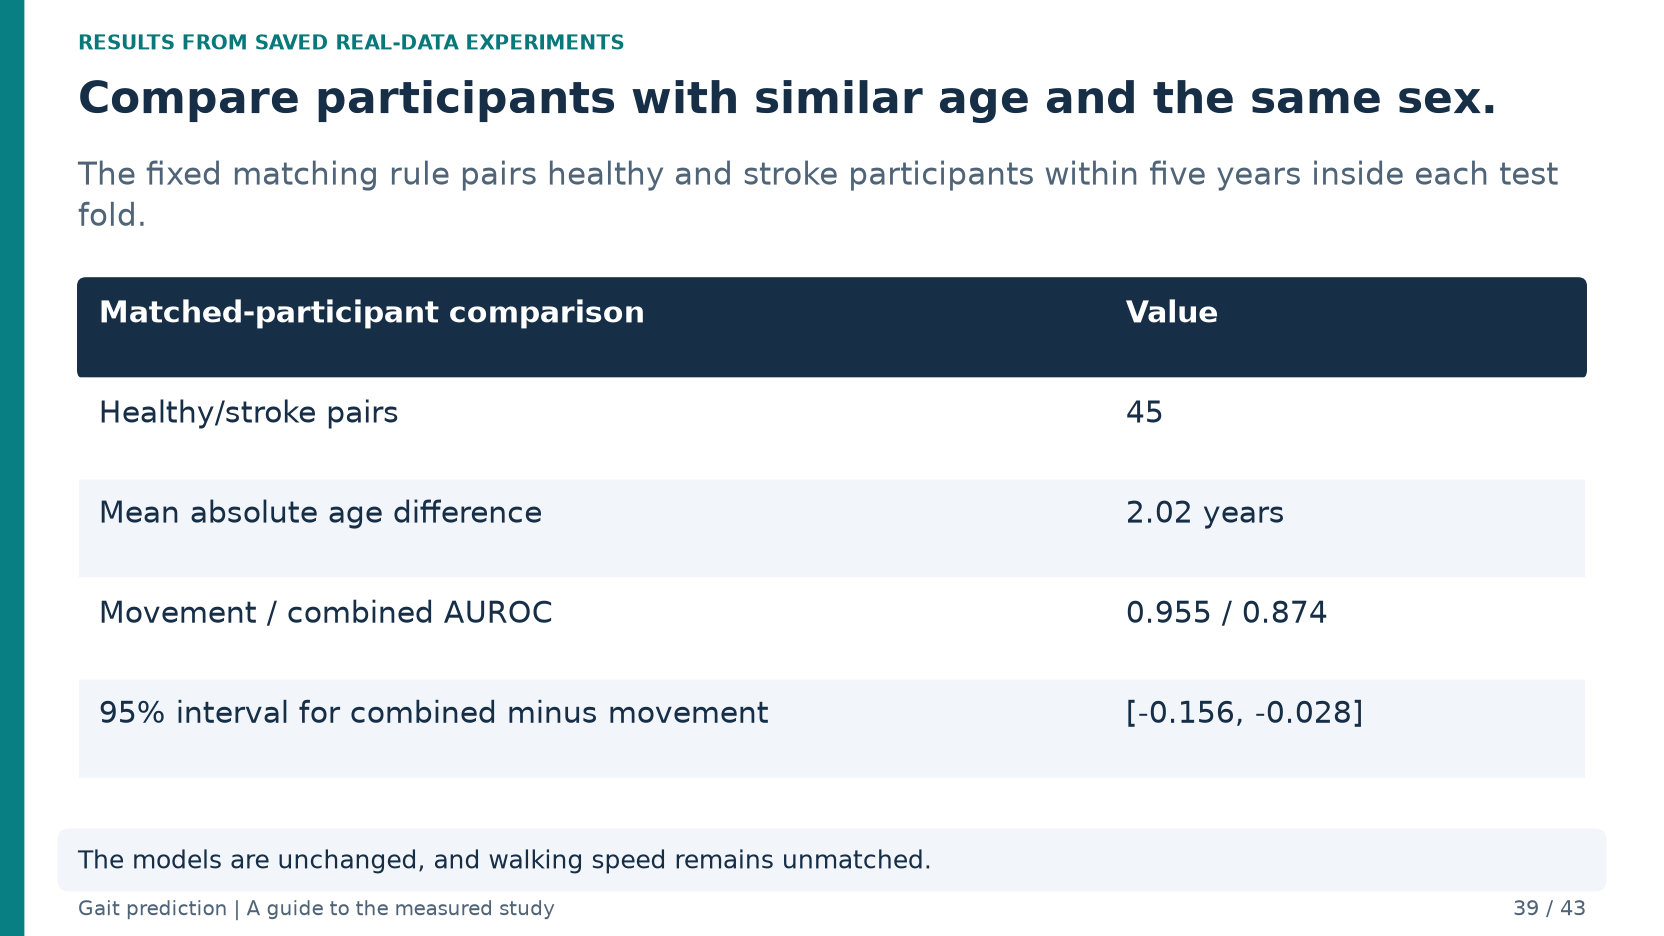 RESULTS FROM SAVED REAL-DATA EXPERIMENTS
Compare participants with similar age and the same sex.
The fixed matching rule pairs healthy and stroke participants within five years inside each test
fold.
Matched-participant comparison Value
Healthy/stroke pairs 45
Mean absolute age difference 2.02 years
Movement / combined AUROC 0.955 / 0.874
95% interval for combined minus movement [-0.156, -0.028]
The models are unchanged, and walking speed remains unmatched.
Gait prediction | A guide to the measured study 39 / 43